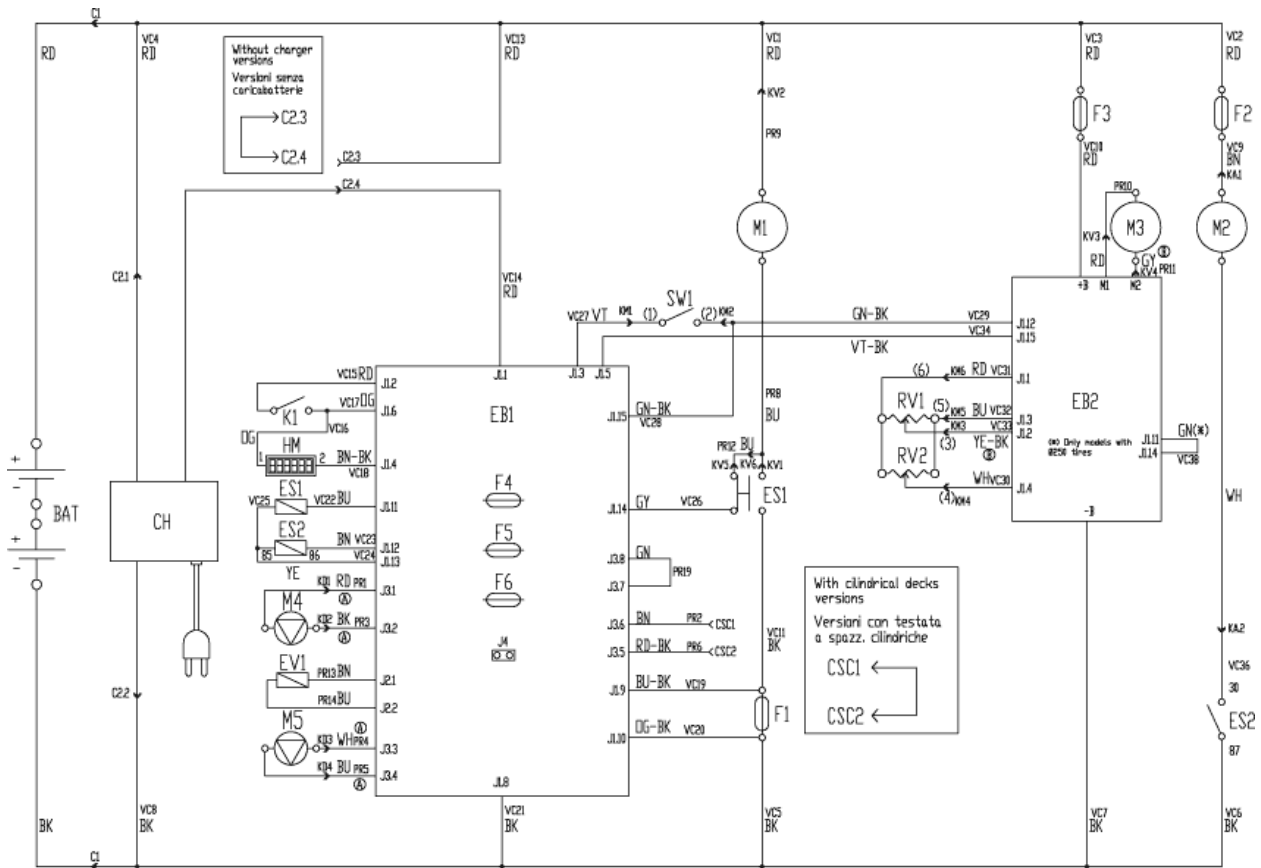 C1
RD
VC4
RD
Without charger
versions
Versioni senza
caricabatterie
C2.3
C2.4
VC13
RD
C2.3
C2.4
VC1
RD
KV2
PR9
M1
VC3
RD
F3
VC10
RD
VC2
RD
F2
VC9
BN
KA1
M2
PR10
M3
KV3
RD
GY
B
KV4
PR11
+B
M1
M2
C2.1
VC14
RD
VC27
VT
KM1
(1)
SW1
(2)
KM2
GN-BK
VC29
J1.12
VC34
J1.15
VT-BK
VC15
RD
J1.2
J1.1
J1.3
J1.5
K1
VC17
OG
J1.6
VC16
EB1
GN-BK
VC28
J1.15
OG
HM
1
2
BN-BK
VC18
J1.4
PR8
BU
PR12
BU
KV5
KV6
KV1
ES1
(6)
KM6
RD
VC31
J1.1
RV1
(5)
KM5
BU
VC32
J1.3
KM3
VC33
J1.2
(3)
YE-BK
B
RV2
WH
VC30
J1.4
(4)
KM4
EB2
(*) Only models with
Ø250 tires
J1.11
J1.14
GN(*)
VC38
-B
WH
+
-
+
-
BAT
CH
VC25
ES1
VC22
BU
J1.11
ES2
BN
VC23
J1.12
85
86
VC24
J1.13
YE
F4
F5
F6
J4
J1.14
GY
VC26
J3.8
GN
J3.7
PR19
J3.6
BN
PR2
CSC1
J3.5
RD-BK
PR6
CSC2
J1.9
BU-BK
VC19
J1.10
OG-BK
VC20
VC11
BK
F1
KD1
RD
PR1
A
J3.1
M4
KD2
BK
PR3
A
J3.2
EV1
PR13
BN
J2.1
PR14
BU
J2.2
M5
A
KD3
WH
PR4
J3.3
KD4
BU
PR5
A
J3.4
J1.8
With cilindrical decks
versions
Versioni con testata
a spazz. cilindriche
CSC1
CSC2
KA2
VC36
30
ES2
87
C2.2
BK
VC8
BK
VC21
BK
VC5
BK
VC7
BK
VC6
BK
C1